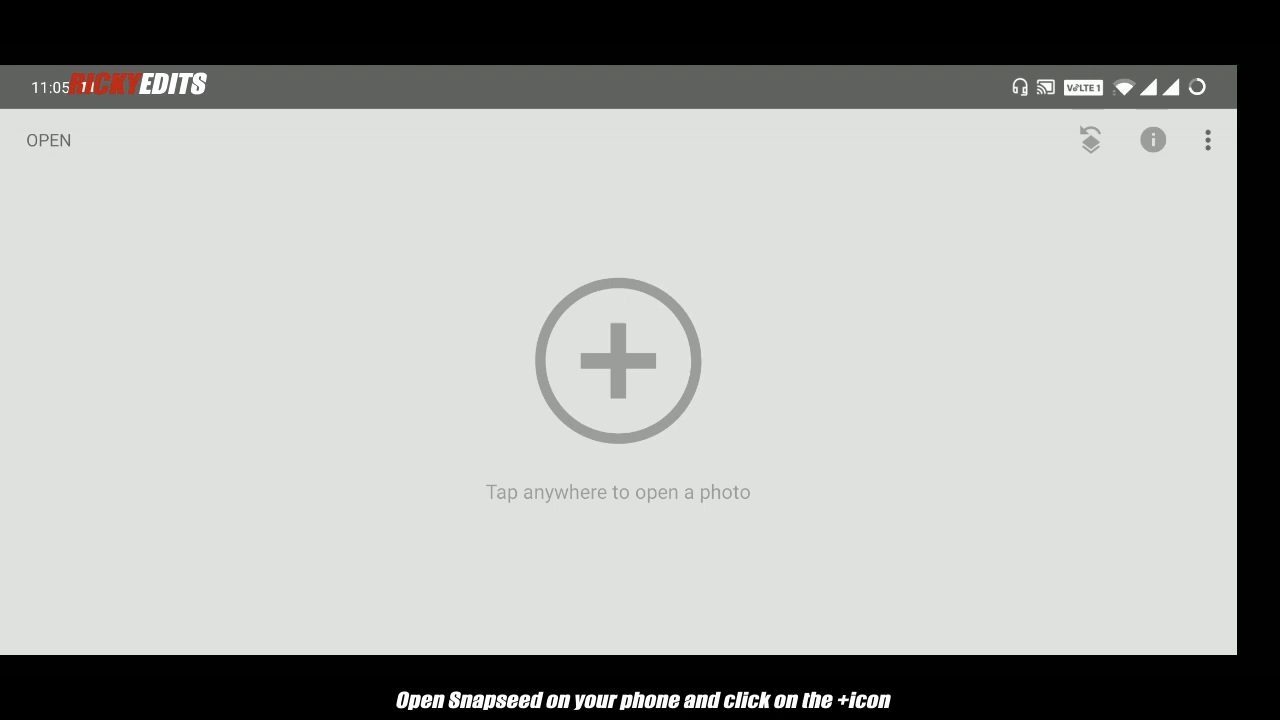 11:05
RICKYEDITS
VoLTE 1
OPEN
Tap anywhere to open a photo
Open Snapseed on your phone and click on the +icon